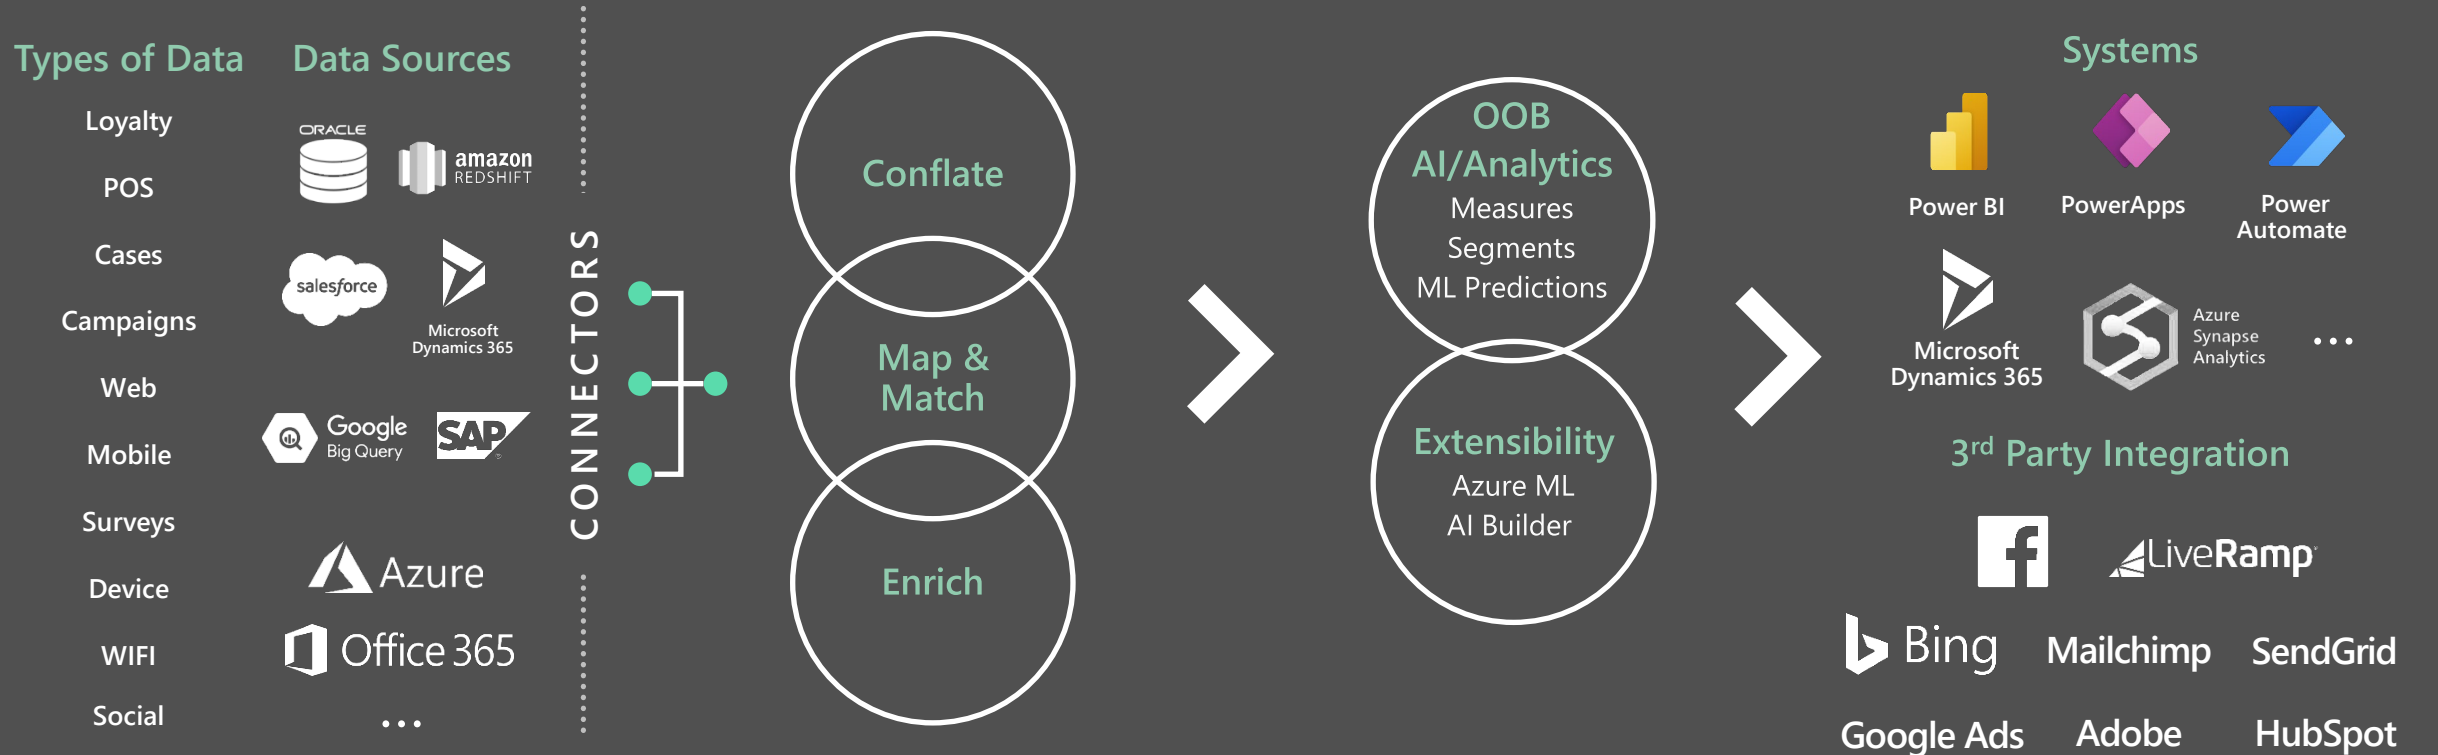 Types of Data
Loyalty
POS
Cases
Campaigns
Web
Mobile
Surveys
Device
WIFI
Social
Data Sources
ORACLE
amazon
REDSHIFT
salesforce
Microsoft
Dynamics 365
Google
Big Query
SAP
Azure
Office 365
...
CONNECTORS
Conflate
Map &
Match
Enrich
OOB
AI/Analytics
Measures
Segments
ML Predictions
Extensibility
Azure ML
AI Builder
Systems
Power BI
PowerApps
Power
Automate
Microsoft
Dynamics 365
Azure
Synapse
Analytics
...
3rd Party Integration
LiveRamp
Bing
Mailchimp
SendGrid
Google Ads
Adobe
HubSpot